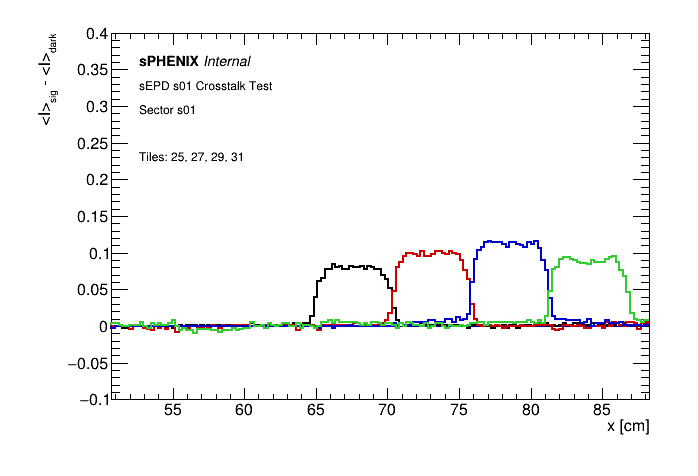 <I>sig - <I>dark
0.4
0.35
0.3
0.25
0.2
0.15
0.1
0.05
0
−0.05
−0.1
sPHENIX Internal
sEPD s01 Crosstalk Test
Sector s01
Tiles: 25, 27, 29, 31
55 60 65 70 75 80 85
x [cm]